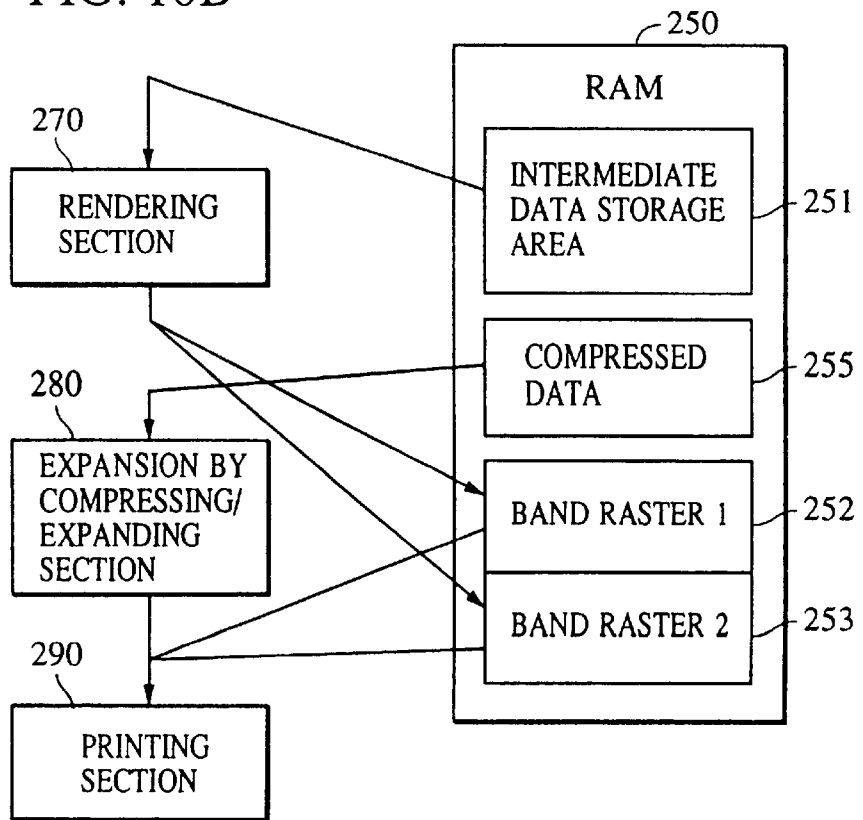 250
RAM
270
INTERMEDIATE
DATA STORAGE
AREA
251
RENDERING
SECTION
COMPRESSED
DATA
255
280
EXPANSION BY
COMPRESSING/
EXPANDING
SECTION
BAND RASTER 1
252
BAND RASTER 2
253
290
PRINTING
SECTION